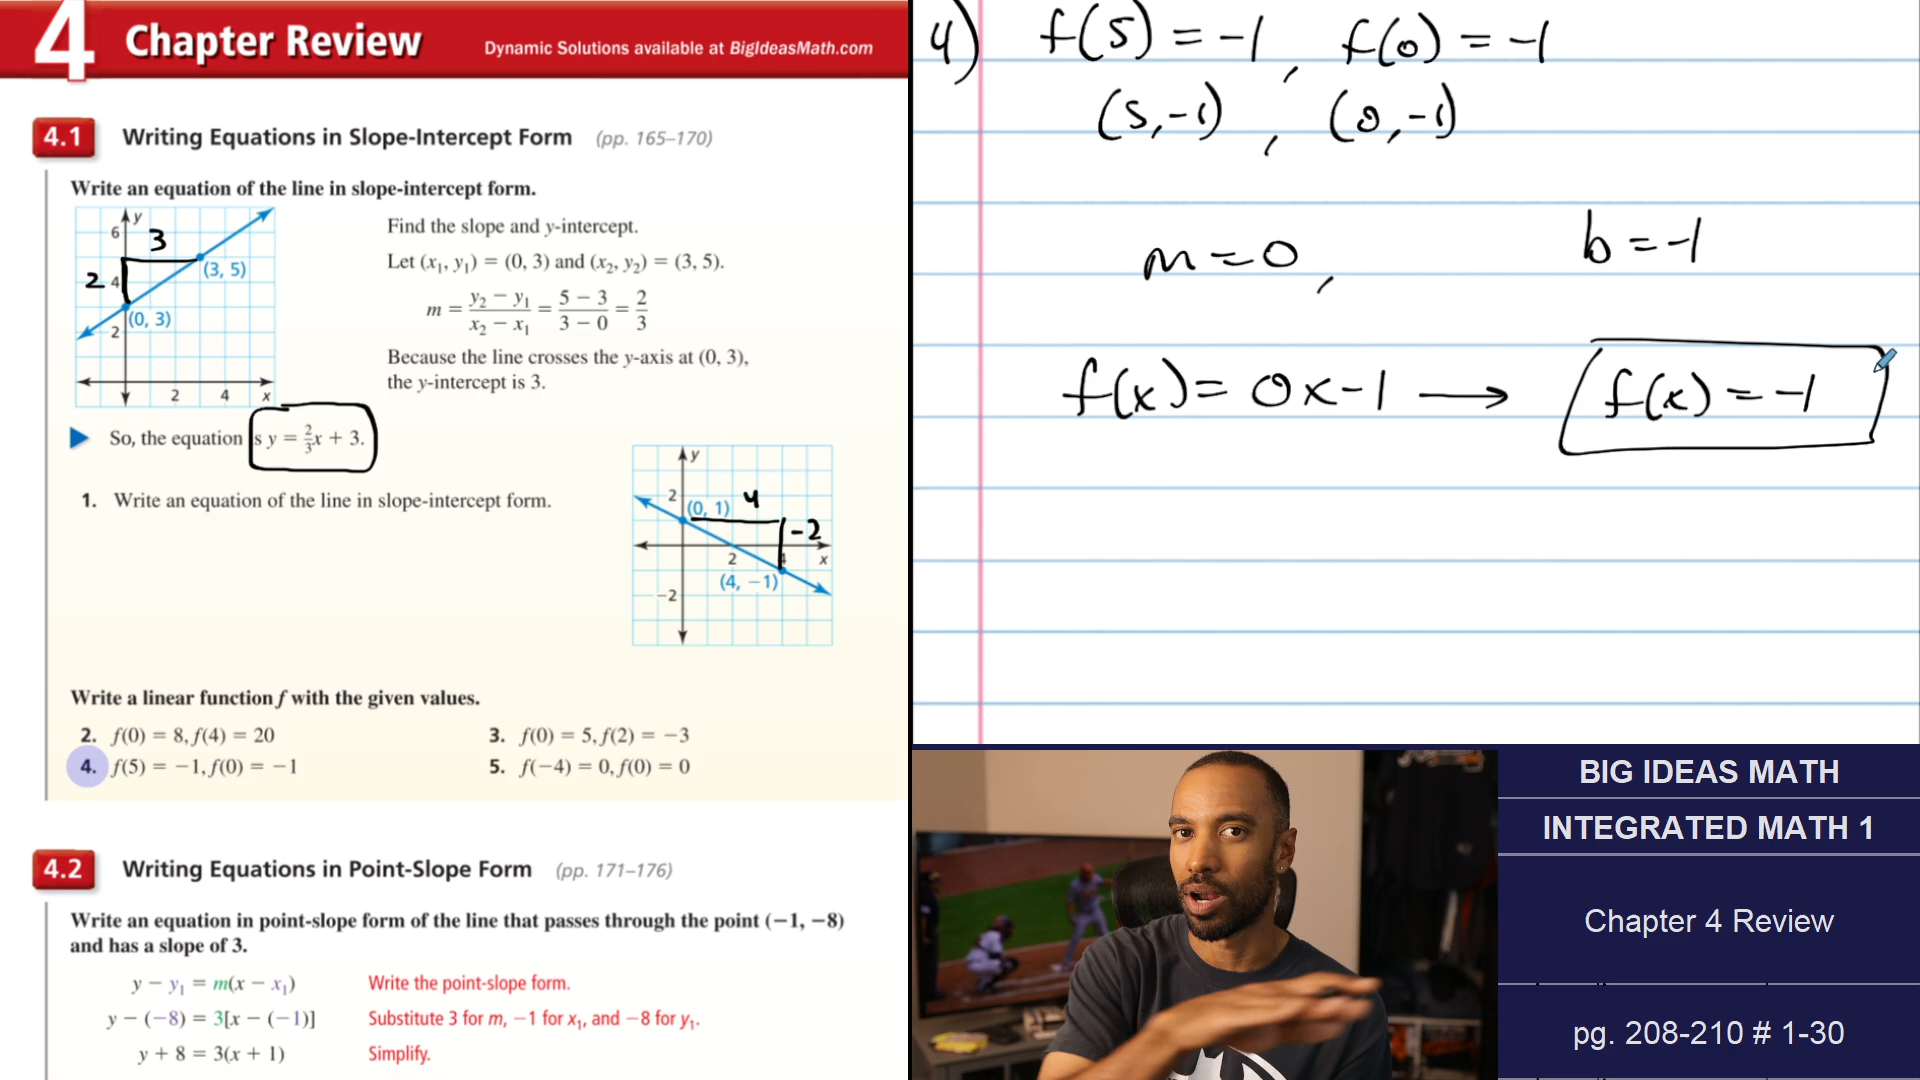 4 Chapter Review Dynamic Solutions available at BigIdeasMath.com
4.1 Writing Equations in Slope-Intercept Form (pp. 165–170)
Write an equation of the line in slope-intercept form.
y
6
3
(3, 5)
2
4
(0, 3)
2
2 4 x
Find the slope and y-intercept.
Let (x₁, y₁) = (0, 3) and (x₂, y₂) = (3, 5).
m = (y₂ − y₁)/(x₂ − x₁) = (5 − 3)/(3 − 0) = 2/3
Because the line crosses the y-axis at (0, 3),
the y-intercept is 3.
So, the equation is y = 2/3x + 3.
1. Write an equation of the line in slope-intercept form.
y
2
(0, 1)
4
-2
2 4 x
(4, −1)
−2
Write a linear function f with the given values.
2. f(0) = 8, f(4) = 20
3. f(0) = 5, f(2) = −3
4. f(5) = −1, f(0) = −1
5. f(−4) = 0, f(0) = 0
4.2 Writing Equations in Point-Slope Form (pp. 171–176)
Write an equation in point-slope form of the line that passes through the point (−1, −8)
and has a slope of 3.
y − y₁ = m(x − x₁) Write the point-slope form.
y − (−8) = 3[x − (−1)] Substitute 3 for m, −1 for x₁, and −8 for y₁.
y + 8 = 3(x + 1) Simplify.
4) f(5) = -1, f(0) = -1
(5,-1), (0,-1)
m = 0, b = -1
f(x) = 0x-1 → f(x) = -1
BIG IDEAS MATH
INTEGRATED MATH 1
Chapter 4 Review
pg. 208-210 # 1-30